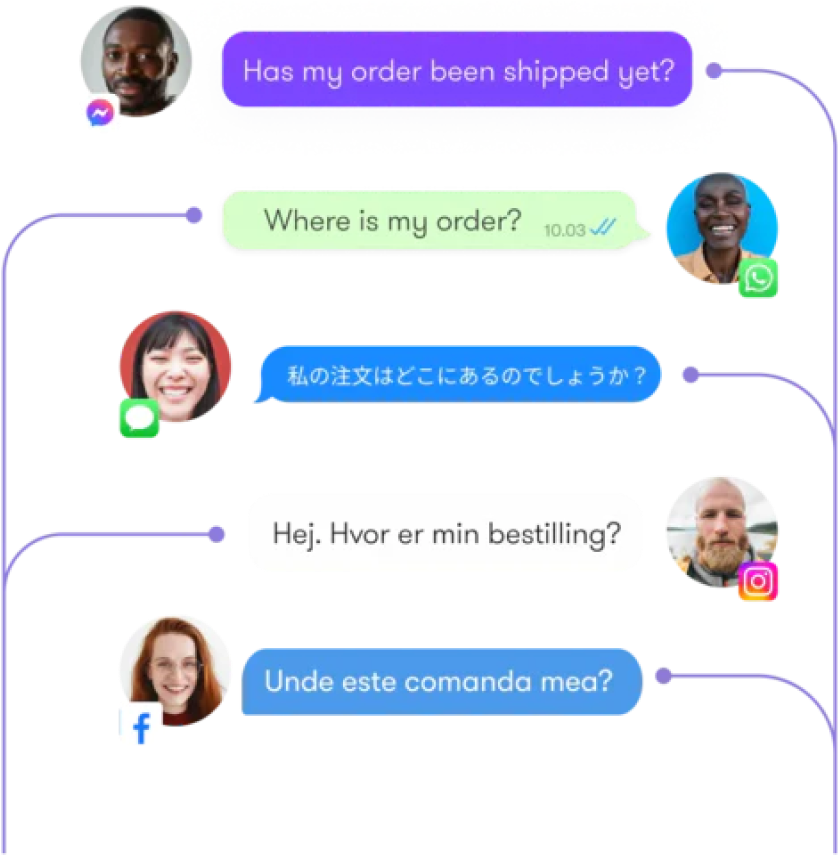 Has my order been shipped yet?
Where is my order? 10.03
私の注文はどこにあるのでしょうか？
Hej. Hvor er min bestilling?
Unde este comanda mea?